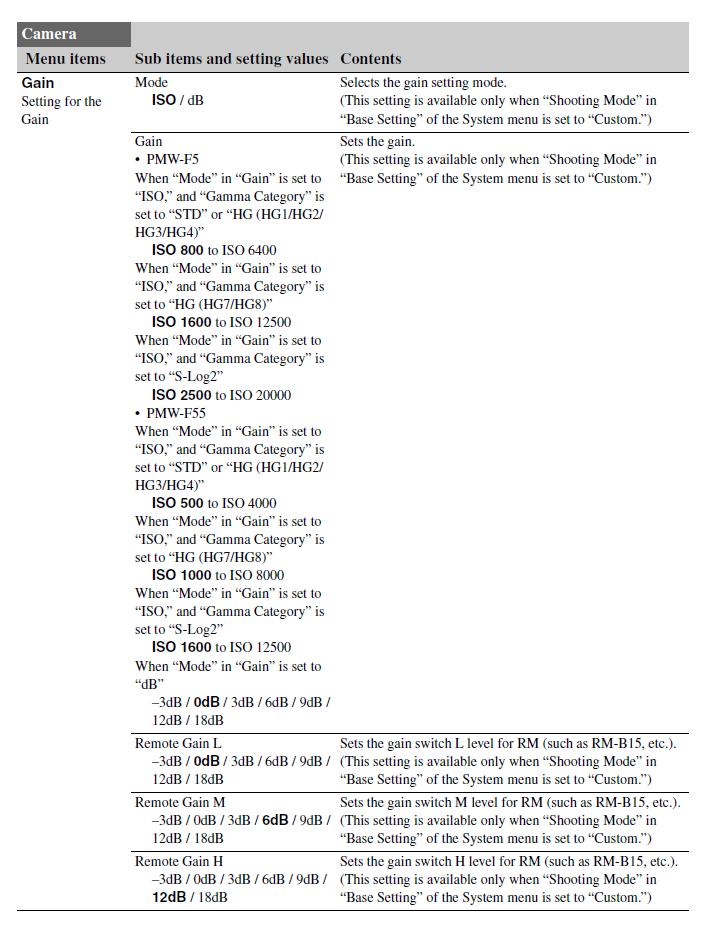 Camera
Menu items Sub items and setting values Contents
Gain
Setting for the
Gain
Mode
ISO / dB
Selects the gain setting mode.
(This setting is available only when “Shooting Mode” in
“Base Setting” of the System menu is set to “Custom.”)
Gain
• PMW-F5
When “Mode” in “Gain” is set to
“ISO,” and “Gamma Category” is
set to “STD” or “HG (HG1/HG2/
HG3/HG4)”
ISO 800 to ISO 6400
When “Mode” in “Gain” is set to
“ISO,” and “Gamma Category” is
set to “HG (HG7/HG8)”
ISO 1600 to ISO 12500
When “Mode” in “Gain” is set to
“ISO,” and “Gamma Category” is
set to “S-Log2”
ISO 2500 to ISO 20000
• PMW-F55
When “Mode” in “Gain” is set to
“ISO,” and “Gamma Category” is
set to “STD” or “HG (HG1/HG2/
HG3/HG4)”
ISO 500 to ISO 4000
When “Mode” in “Gain” is set to
“ISO,” and “Gamma Category” is
set to “HG (HG7/HG8)”
ISO 1000 to ISO 8000
When “Mode” in “Gain” is set to
“ISO,” and “Gamma Category” is
set to “S-Log2”
ISO 1600 to ISO 12500
When “Mode” in “Gain” is set to
“dB”
–3dB / 0dB / 3dB / 6dB / 9dB /
12dB / 18dB
Sets the gain.
(This setting is available only when “Shooting Mode” in
“Base Setting” of the System menu is set to “Custom.”)
Remote Gain L
–3dB / 0dB / 3dB / 6dB / 9dB /
12dB / 18dB
Sets the gain switch L level for RM (such as RM-B15, etc.).
(This setting is available only when “Shooting Mode” in
“Base Setting” of the System menu is set to “Custom.”)
Remote Gain M
–3dB / 0dB / 3dB / 6dB / 9dB /
12dB / 18dB
Sets the gain switch M level for RM (such as RM-B15, etc.).
(This setting is available only when “Shooting Mode” in
“Base Setting” of the System menu is set to “Custom.”)
Remote Gain H
–3dB / 0dB / 3dB / 6dB / 9dB /
12dB / 18dB
Sets the gain switch H level for RM (such as RM-B15, etc.).
(This setting is available only when “Shooting Mode” in
“Base Setting” of the System menu is set to “Custom.”)